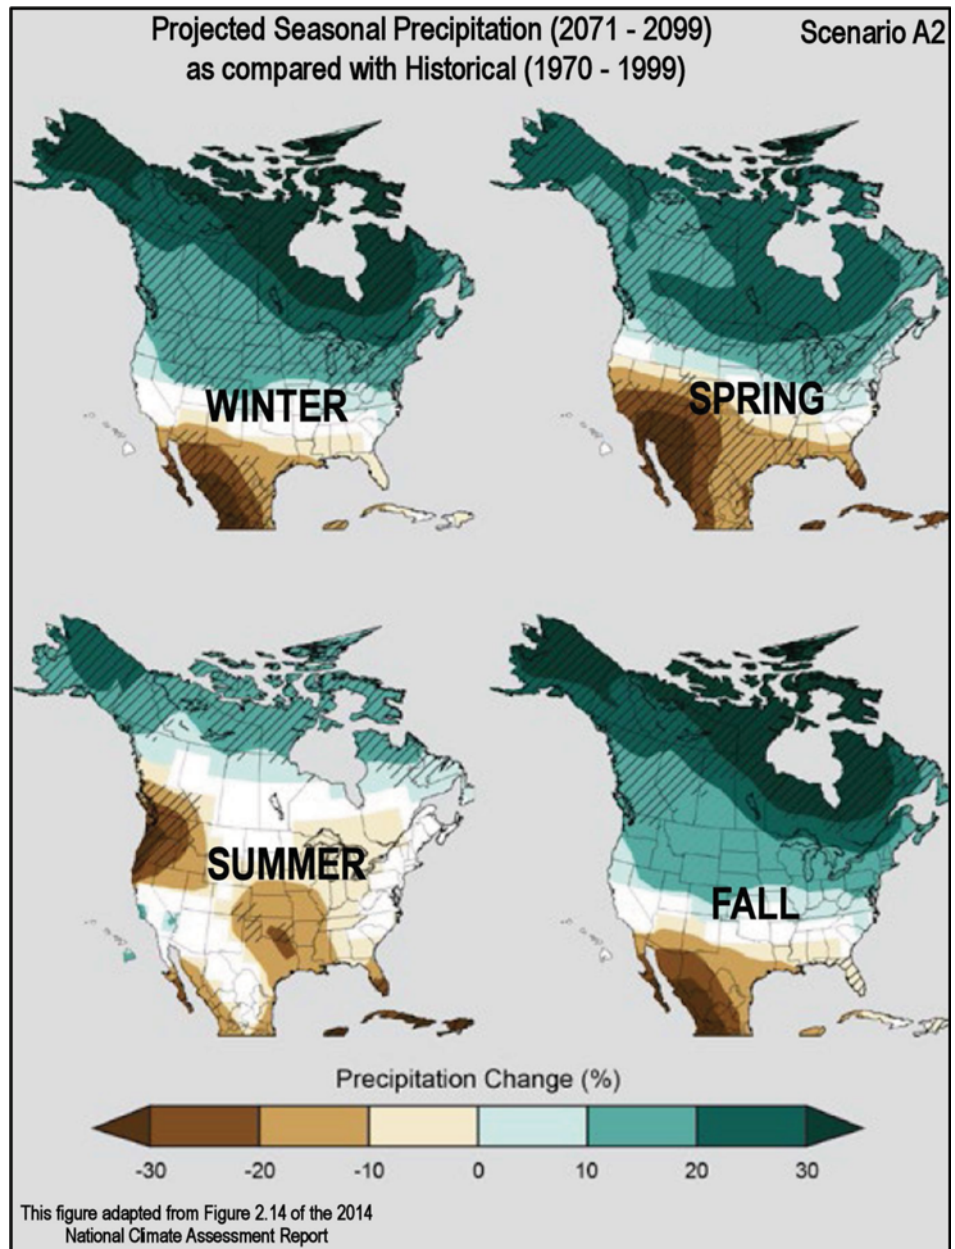 Projected Seasonal Precipitation (2071 - 2099)
as compared with Historical (1970 - 1999)
Scenario A2
WINTER
SPRING
SUMMER
FALL
Precipitation Change (%)
-30 -20 -10 0 10 20 30
This figure adapted from Figure 2.14 of the 2014
National Climate Assessment Report